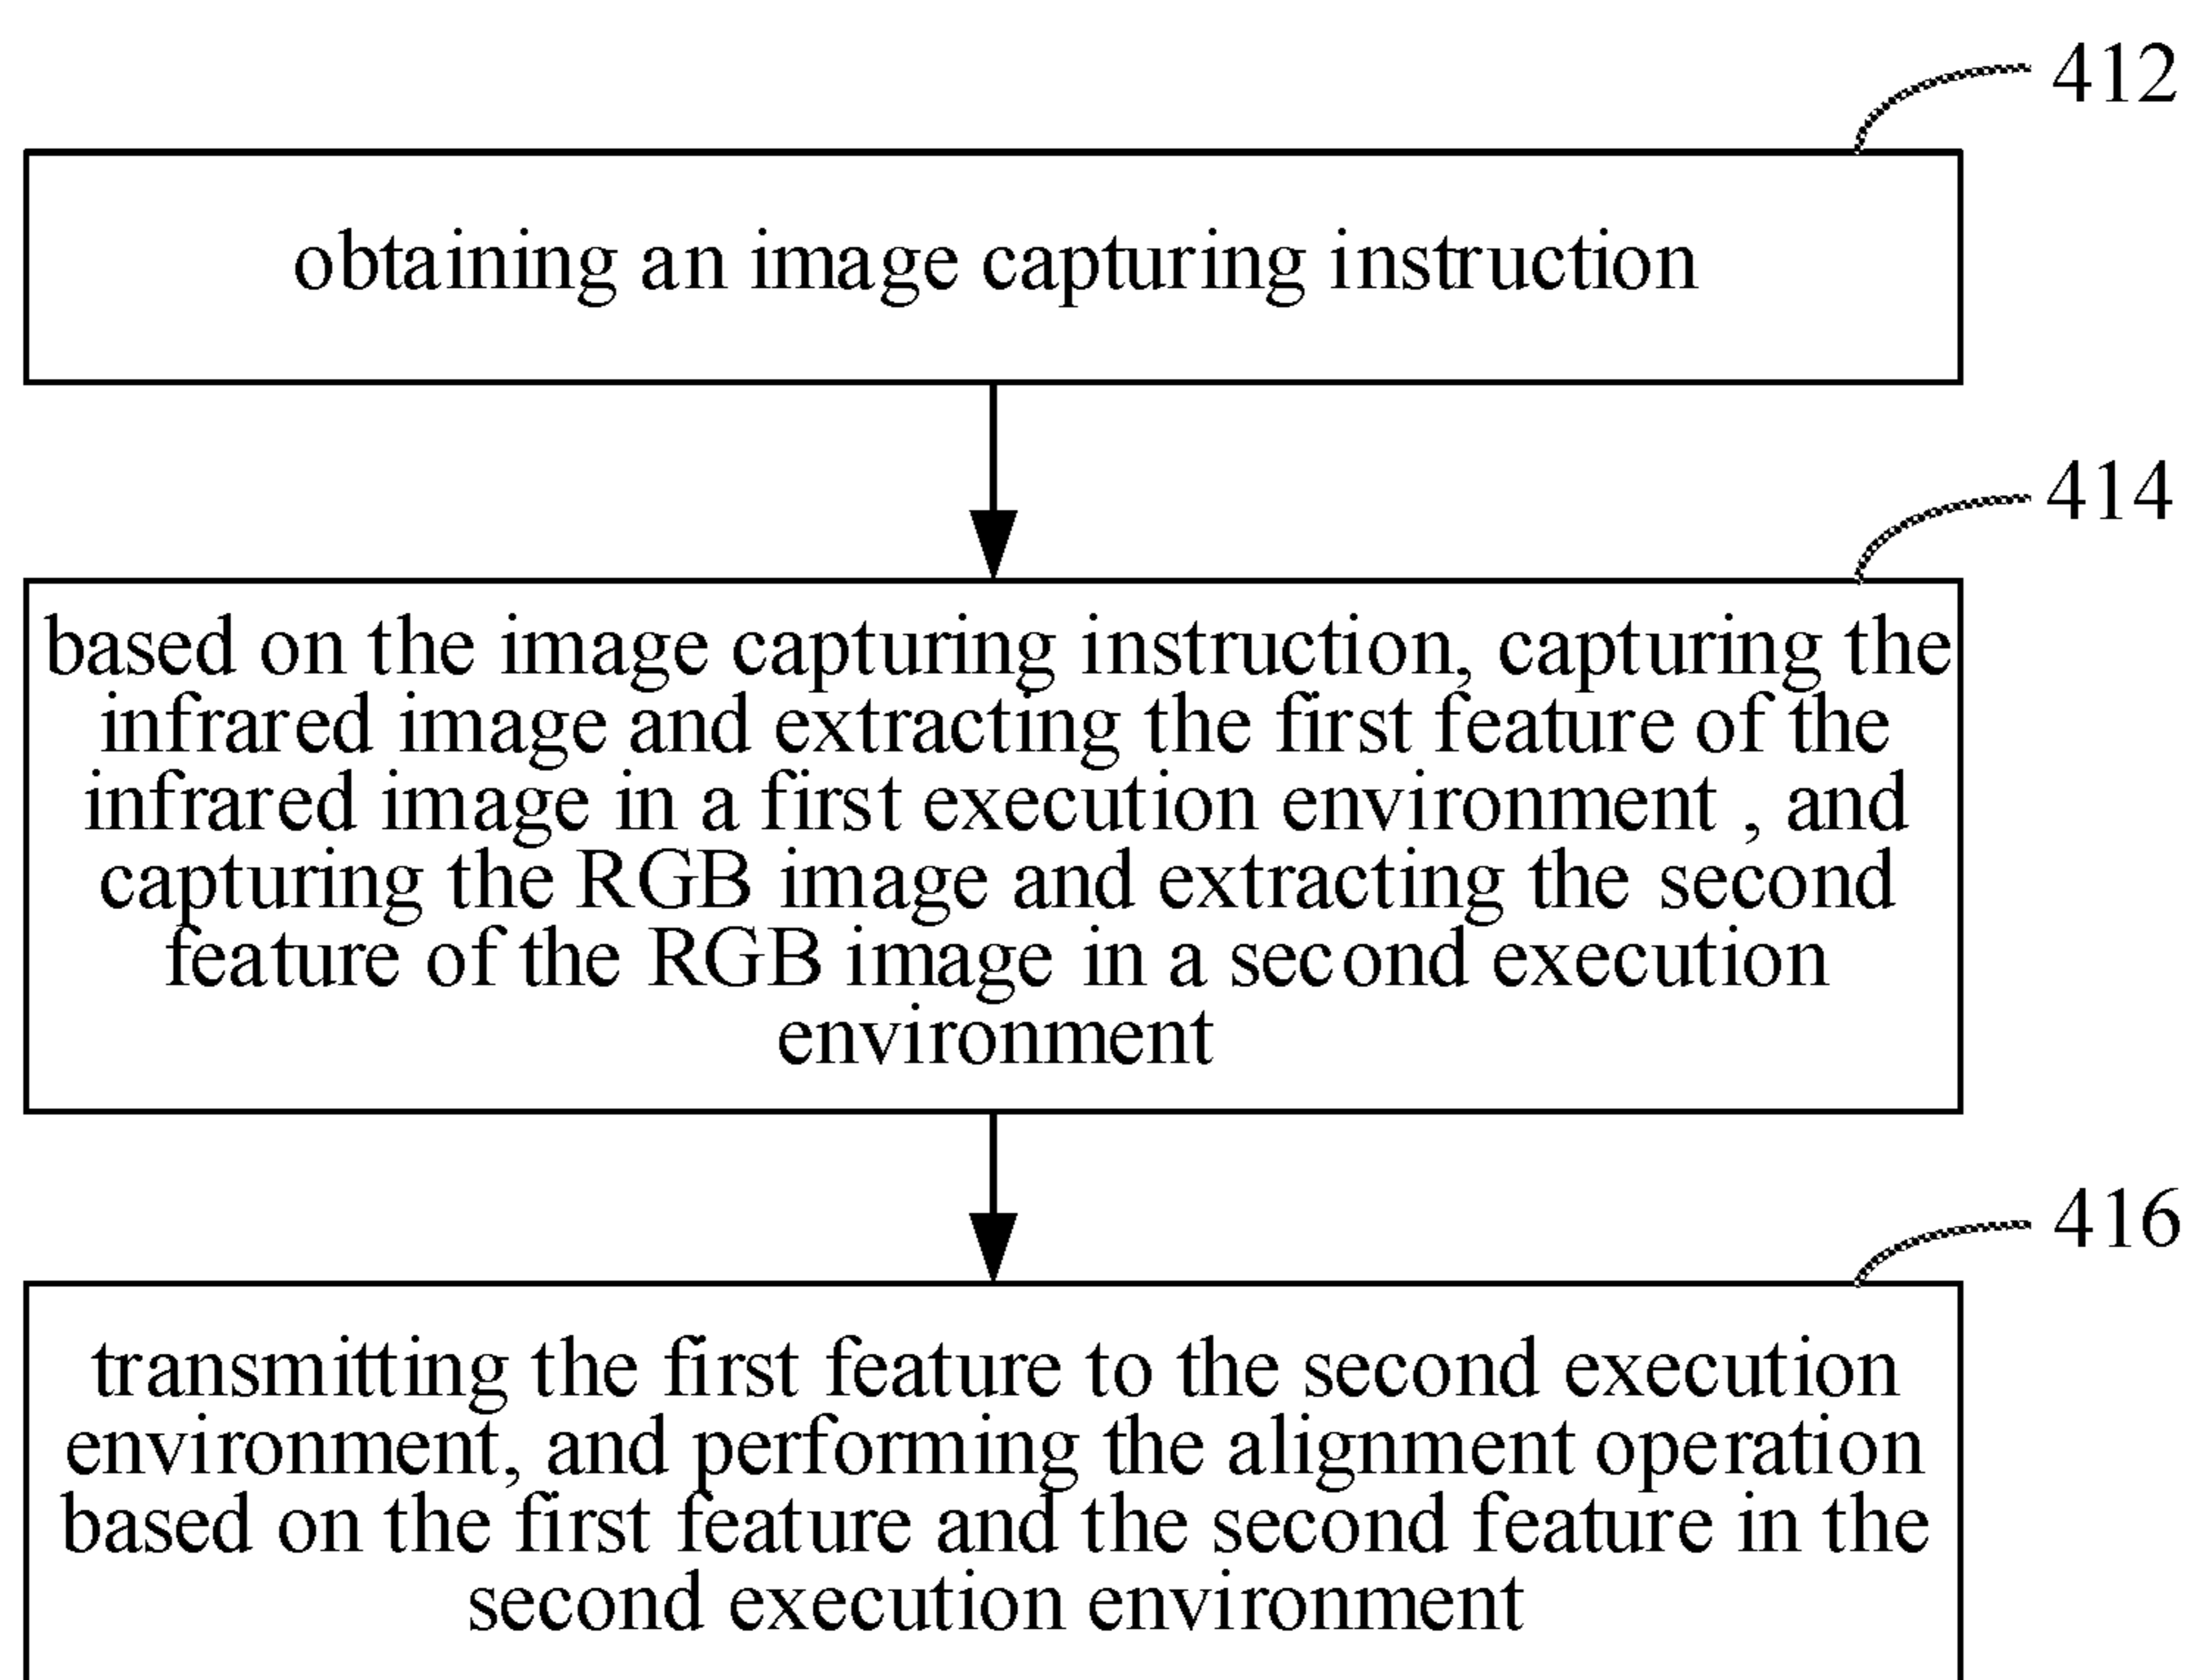 412
obtaining an image capturing instruction
414
based on the image capturing instruction, capturing the
infrared image and extracting the first feature of the
infrared image in a first execution environment , and
capturing the RGB image and extracting the second
feature of the RGB image in a second execution
environment
416
transmitting the first feature to the second execution
environment, and performing the alignment operation
based on the first feature and the second feature in the
second execution environment